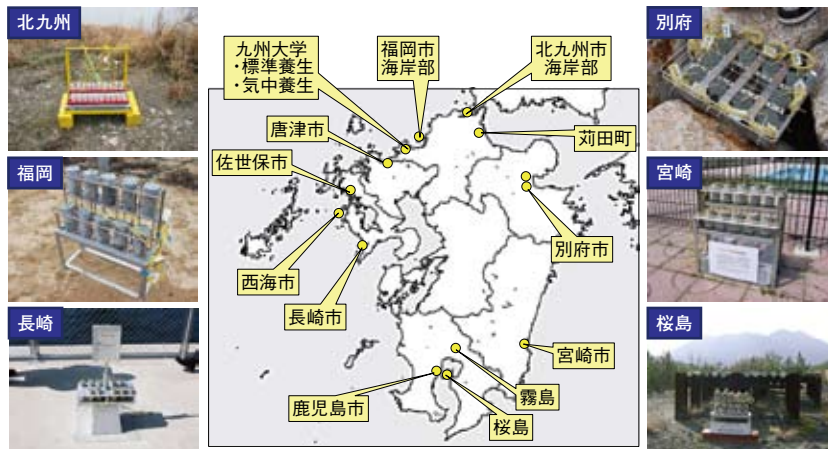 北九州
福岡
長崎
九州大学
・標準養生
・気中養生
福岡市
海岸部
北九州市
海岸部
唐津市
苅田町
佐世保市
別府市
西海市
長崎市
宮崎市
霧島
鹿児島市
桜島
別府
宮崎
桜島